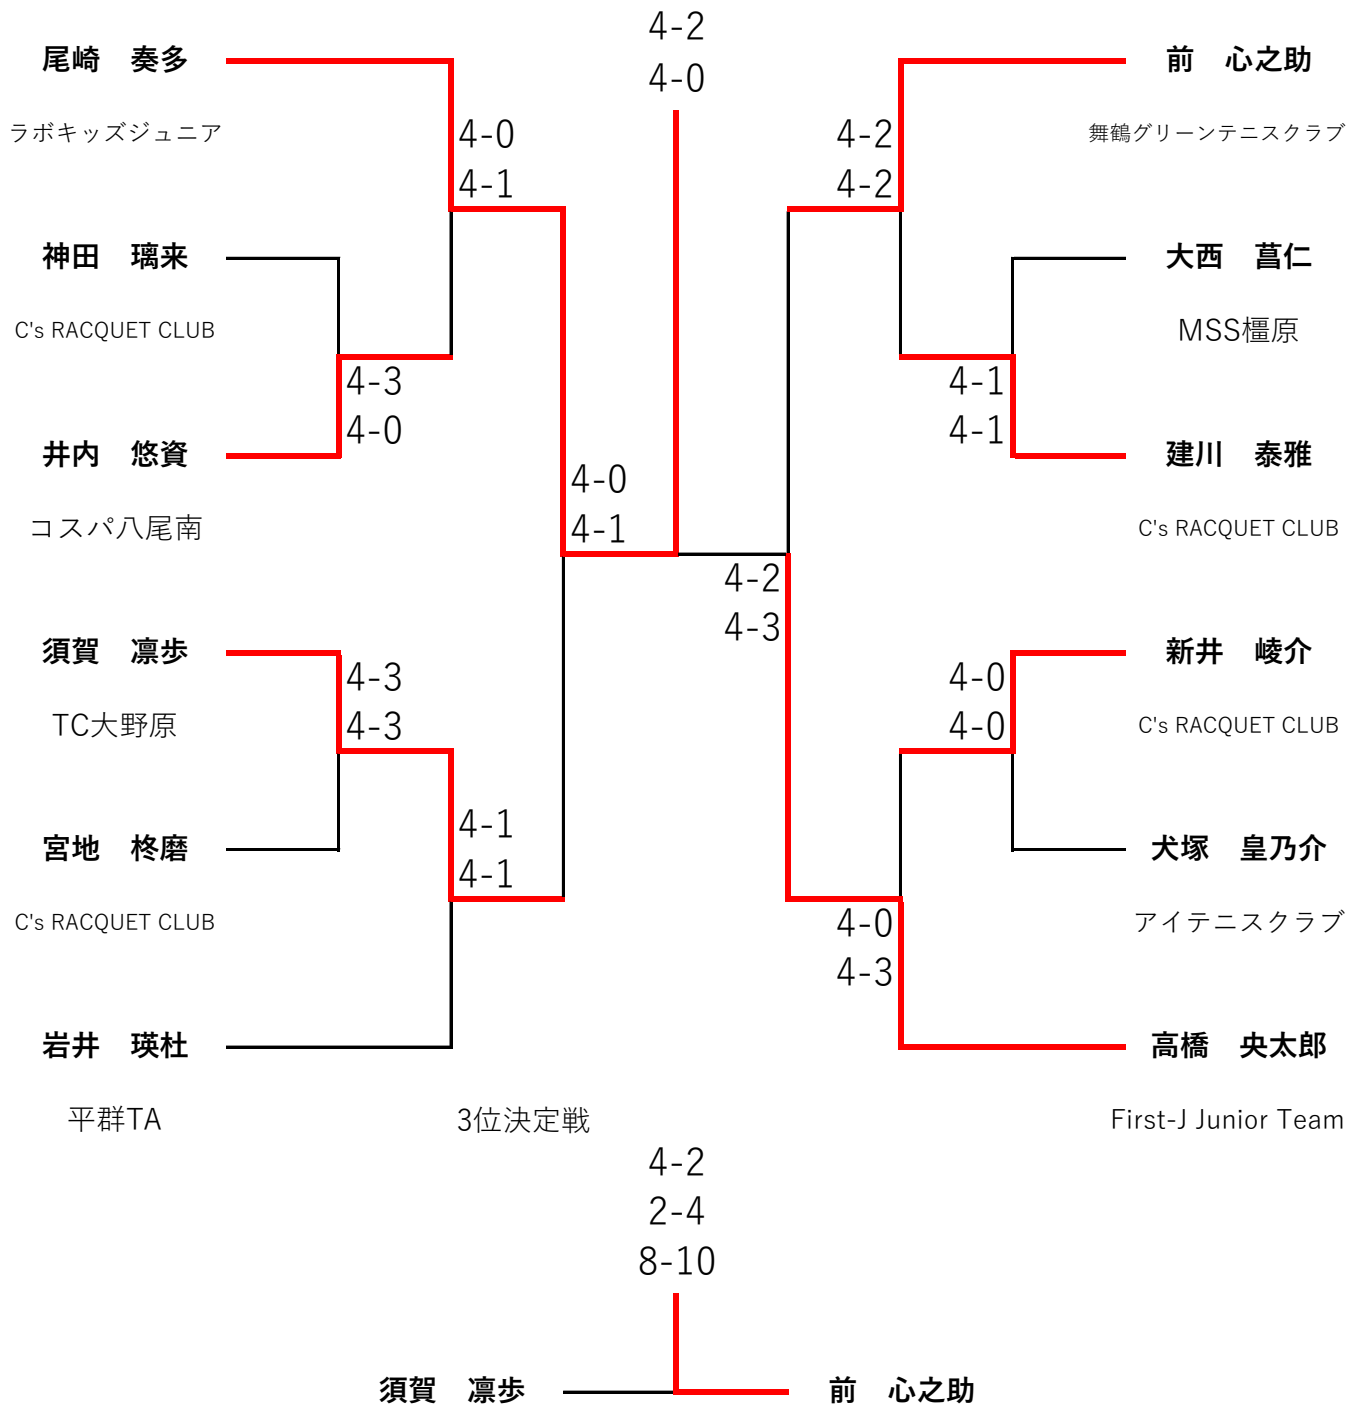 4-2
4-0
尾崎　奏多
ラボキッズジュニア
4-0
4-1
神田　璃来
C's RACQUET CLUB
4-3
4-0
井内　悠資
コスパ八尾南
4-0
4-1
須賀　凛歩
TC大野原
4-3
4-3
宮地　柊磨
C's RACQUET CLUB
4-1
4-1
岩井　瑛杜
平群TA
前　心之助
舞鶴グリーンテニスクラブ
4-2
4-2
大西　菖仁
MSS橿原
4-1
4-1
建川　泰雅
C's RACQUET CLUB
4-2
4-3
新井　崚介
C's RACQUET CLUB
4-0
4-0
犬塚　皇乃介
アイテニスクラブ
4-0
4-3
高橋　央太郎
First-J Junior Team
3位決定戦
4-2
2-4
8-10
須賀　凛歩
前　心之助